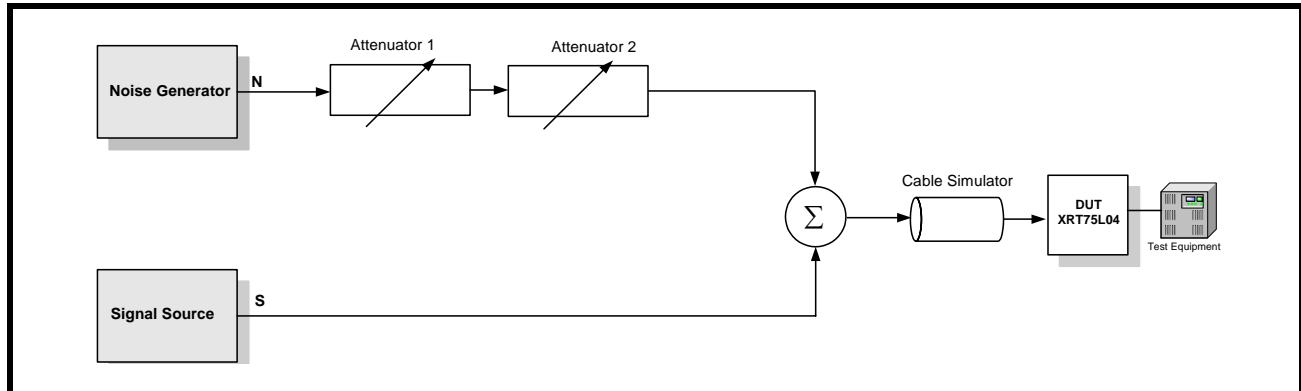 Attenuator 1
Attenuator 2
Noise Generator
N
Cable Simulator
Σ
DUT
XRT75L04
Test Equipment
Signal Source
S